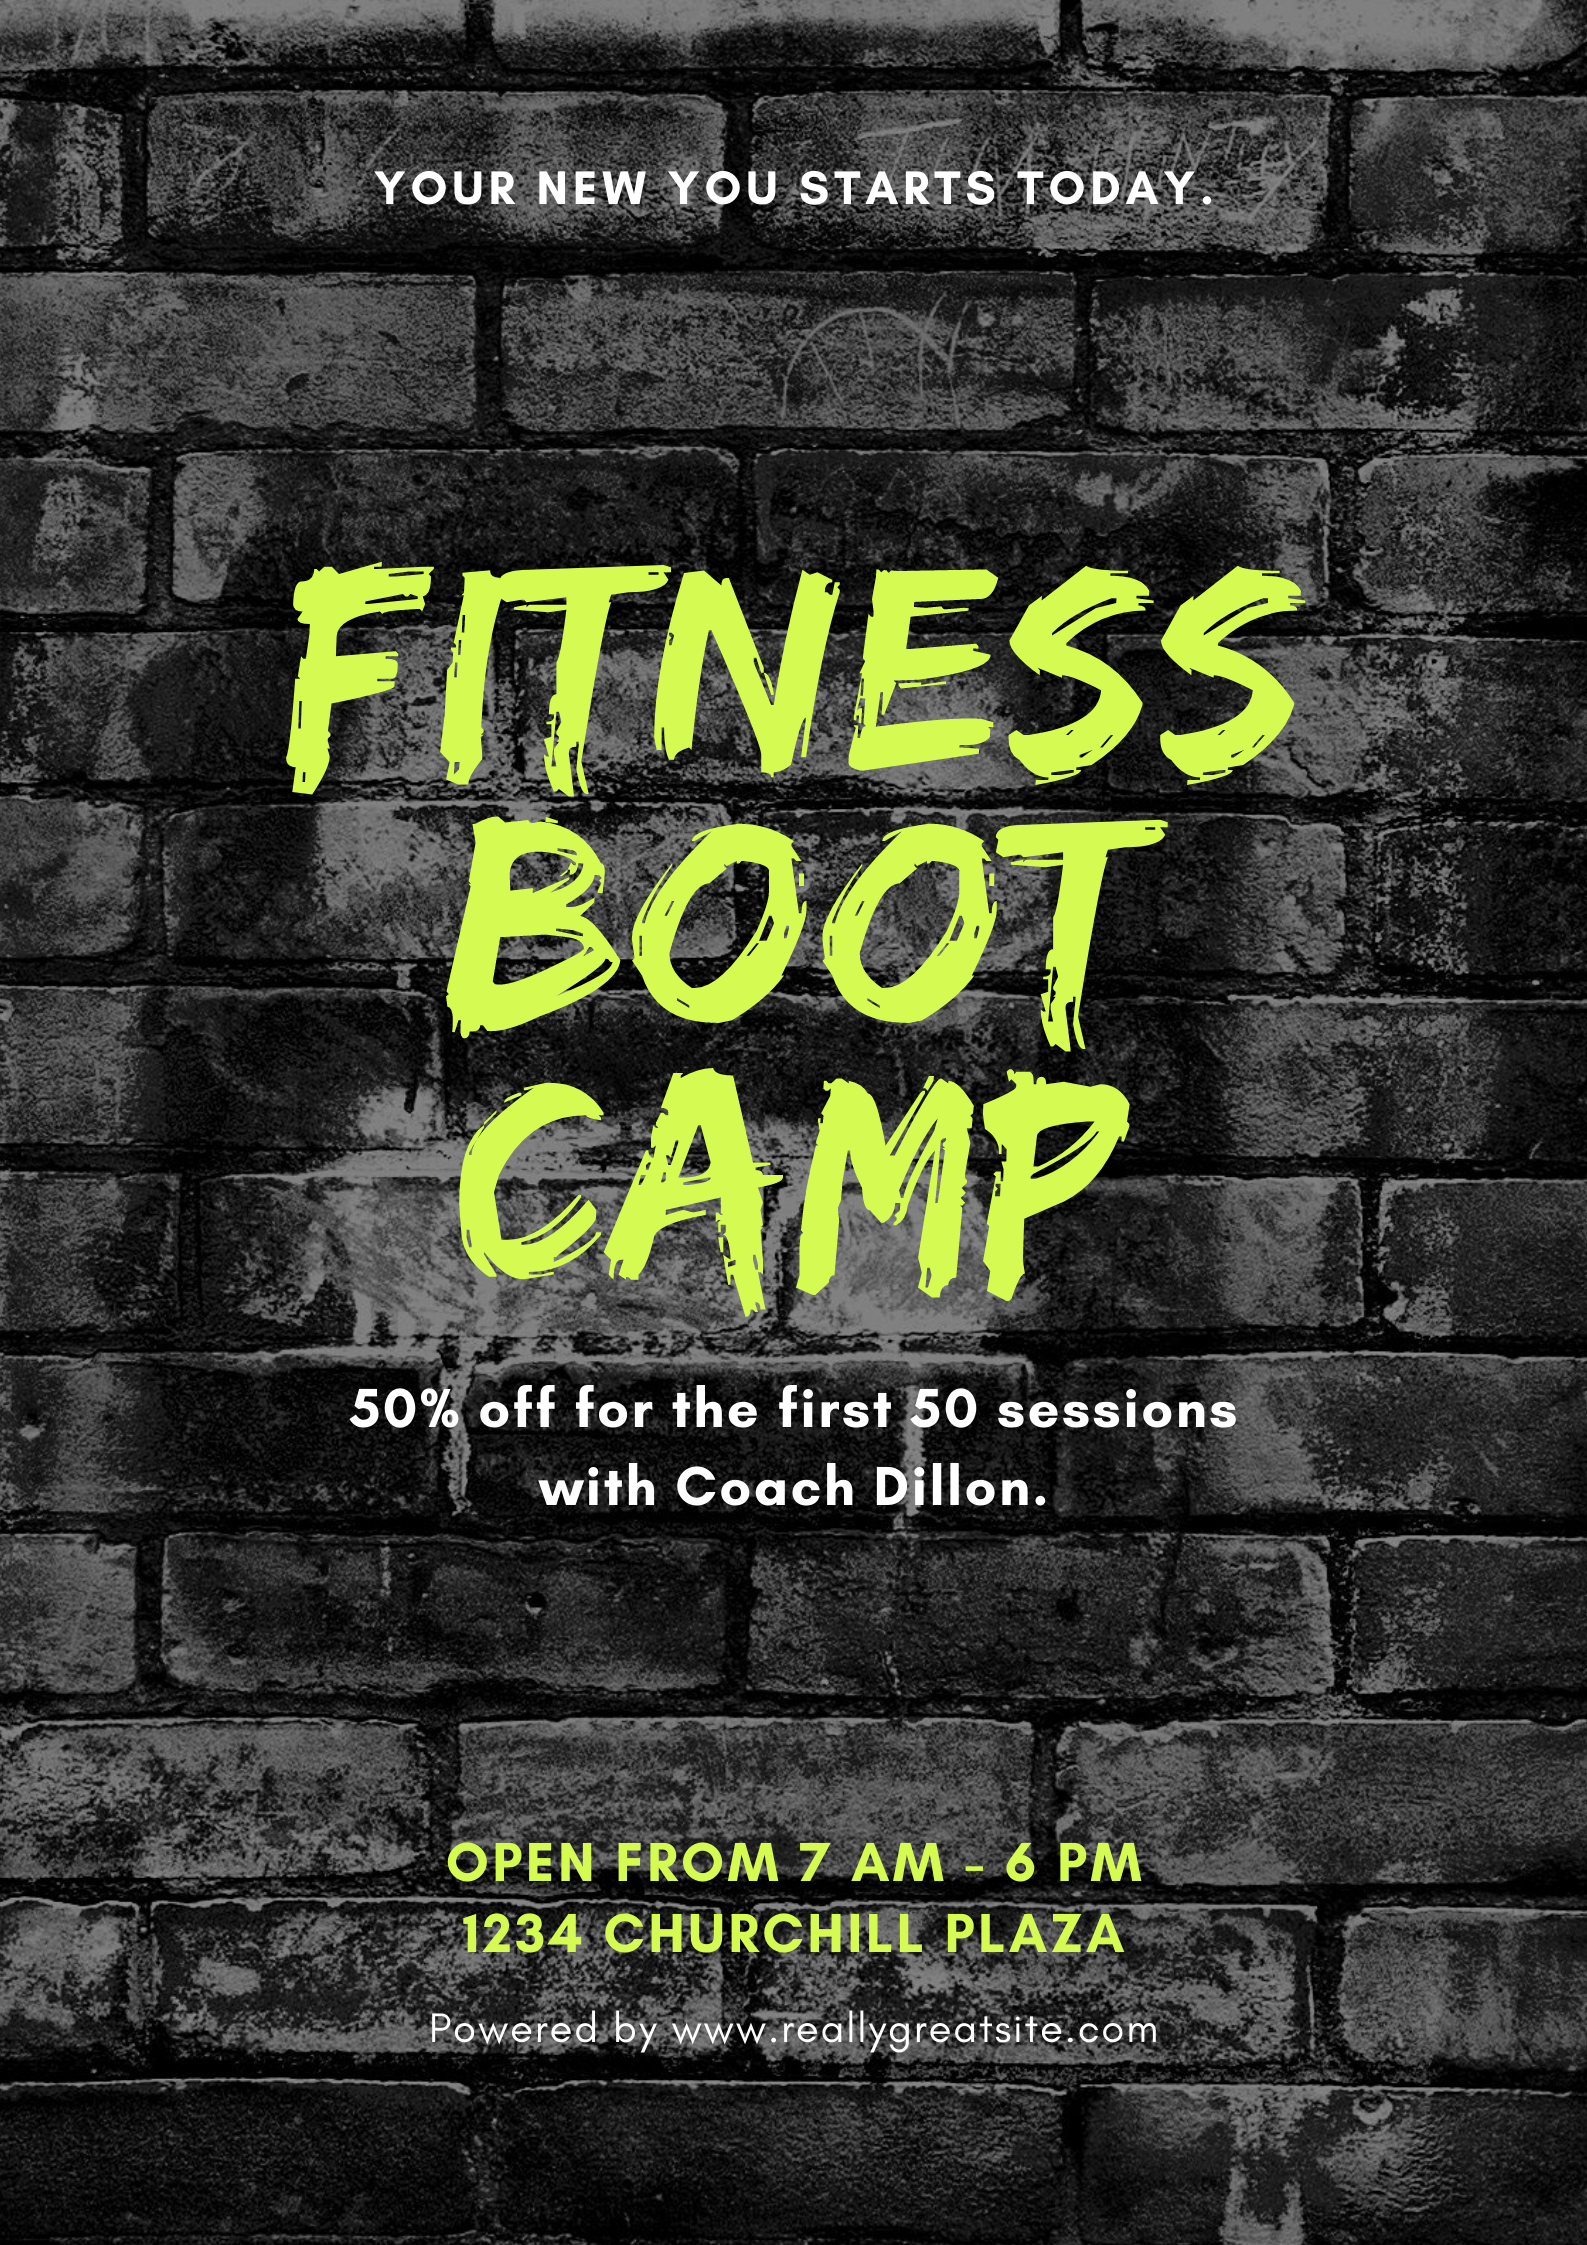 YOUR NEW YOU STARTS TODAY.
FITNESS
BOOT
CAMP
50% off for the first 50 sessions
with Coach Dillon.
OPEN FROM 7 AM - 6 PM
1234 CHURCHILL PLAZA
Powered by www.reallygreatsite.com